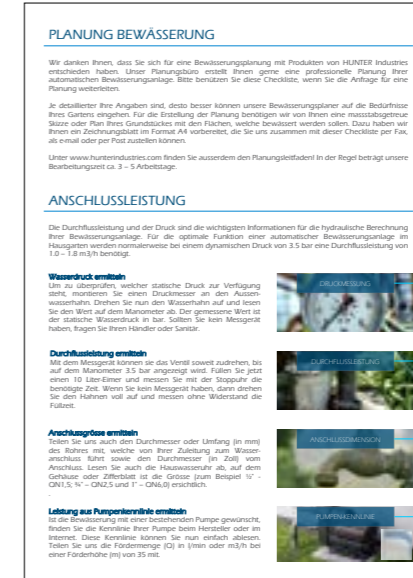 PLANUNG BEWÄSSERUNG
Wir danken Ihnen, dass Sie sich für eine Bewässerungsplanung mit Produkten von HUNTER Industries
entschieden haben. Unser Planungsbüro erstellt Ihnen gerne eine professionelle Planung Ihrer
automatischen Bewässerungsanlage. Bitte benützen Sie diese Checkliste, wenn Sie die Anfrage für eine
Planung weiterleiten.
Je detaillierter Ihre Angaben sind, desto besser können unsere Bewässerungsplaner auf die Bedürfnisse
Ihres Gartens eingehen. Für die Erstellung der Planung benötigen wir von Ihnen eine massstabsgetreue
Skizze oder Plan Ihres Grundstückes mit den Flächen, welche bewässert werden sollen. Dazu haben wir
Ihnen ein Zeichnungsblatt im Format A4 vorbereitet, die Sie uns zusammen mit dieser Checkliste per Fax,
als e-mail oder per Post zustellen können.
Unter www.hunterindustries.com finden Sie ausserdem den Planungsleitfaden! In der Regel beträgt unsere
Bearbeitungszeit ca. 3 – 5 Arbeitstage.
ANSCHLUSSLEISTUNG
Die Durchflussleistung und der Druck sind die wichtigsten Informationen für die hydraulische Berechnung
Ihrer Bewässerungsanlage. Für die optimale Funktion einer automatischer Bewässerungsanlage im
Hausgarten werden normalerweise bei einem dynamischen Druck von 3.5 bar eine Durchflussleistung von
1.0 – 1.8 m3/h benötigt.
Wasserdruck ermitteln
Um zu überprüfen, welcher statische Druck zur Verfügung
steht, montieren Sie einen Druckmesser an den Aussen-
wasserhahn. Drehen Sie nun den Wasserhahn auf und lesen
Sie den Wert auf dem Manometer ab. Der gemessene Wert ist
der statische Wasserdruck in bar. Sollten Sie kein Messgerät
haben, fragen Sie Ihren Händler oder Sanitär.
DRUCKMESSUNG
Durchflussleistung ermitteln
Mit dem Messgerät können sie das Ventil soweit zudrehen, bis
auf dem Manometer 3.5 bar angezeigt wird. Füllen Sie jetzt
einen 10 Liter-Eimer und messen Sie mit der Stoppuhr die
benötigte Zeit. Wenn Sie kein Messgerät haben, dann drehen
Sie den Hahnen voll auf und messen ohne Widerstand die
Füllzeit.
DURCHFLUSSLEISTUNG
Anschlussgrösse ermitteln
Teilen Sie uns auch den Durchmesser oder Umfang (in mm)
des Rohres mit, welche von Ihrer Zuleitung zum Wasser-
anschluss führt sowie den Durchmesser (in Zoll) vom
Anschluss. Lesen Sie auch die Hauswasseruhr ab, auf dem
Gehäuse oder Zifferblatt ist die Grösse (zum Beispiel ½" -
QN1,5; ¾" – QN2,5 und 1" – QN6,0) ersichtlich.
.
ANSCHLUSSDIMENSION
Leistung aus Pumpenkennlinie ermitteln
Ist die Bewässerung mit einer bestehenden Pumpe gewünscht,
finden Sie die Kennlinie Ihrer Pumpe beim Hersteller oder im
Internet. Diese Kennlinie können Sie nun einfach ablesen.
Teilen Sie uns die Fördermenge (Q) in l/min oder m3/h bei
einer Förderhöhe (m) von 35 mit.
PUMPENKENNLINIE